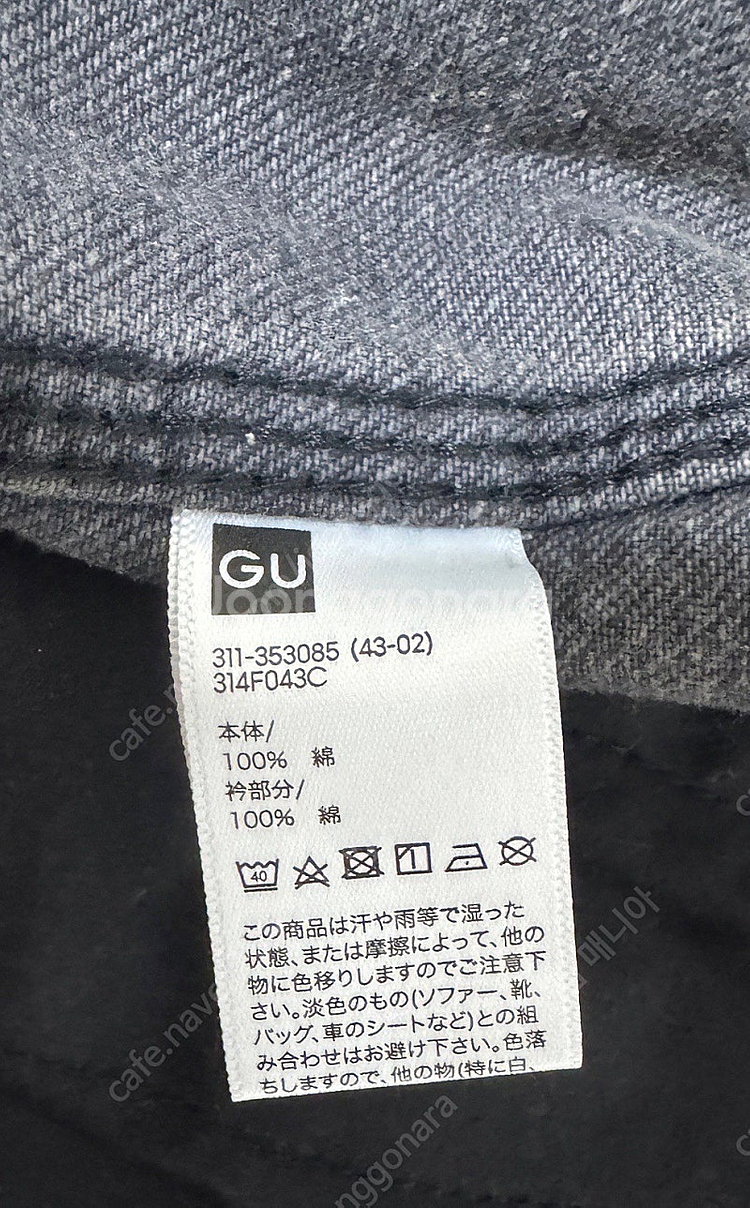 GU
Joonggonara
311-353085 (43-02)
314F043C
本体/
100% 綿
衿部分/
100% 綿
40
1
この商品は汗や雨等で湿った
状態、または摩擦によって、他の
物に色移りしますのでご注意下
さい。淡色のもの(ソファー、靴、
バッグ、車のシートなど)との組
み合わせはお避け下さい。色落
ちしますので、他の物(特に白、